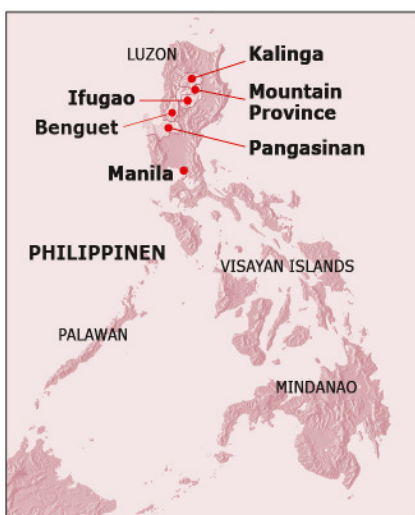 LUZON
Kalinga
Mountain
Province
Ifugao
Benguet
Pangasinan
Manila
PHILIPPINEN
VISAYAN ISLANDS
PALAWAN
MINDANAO